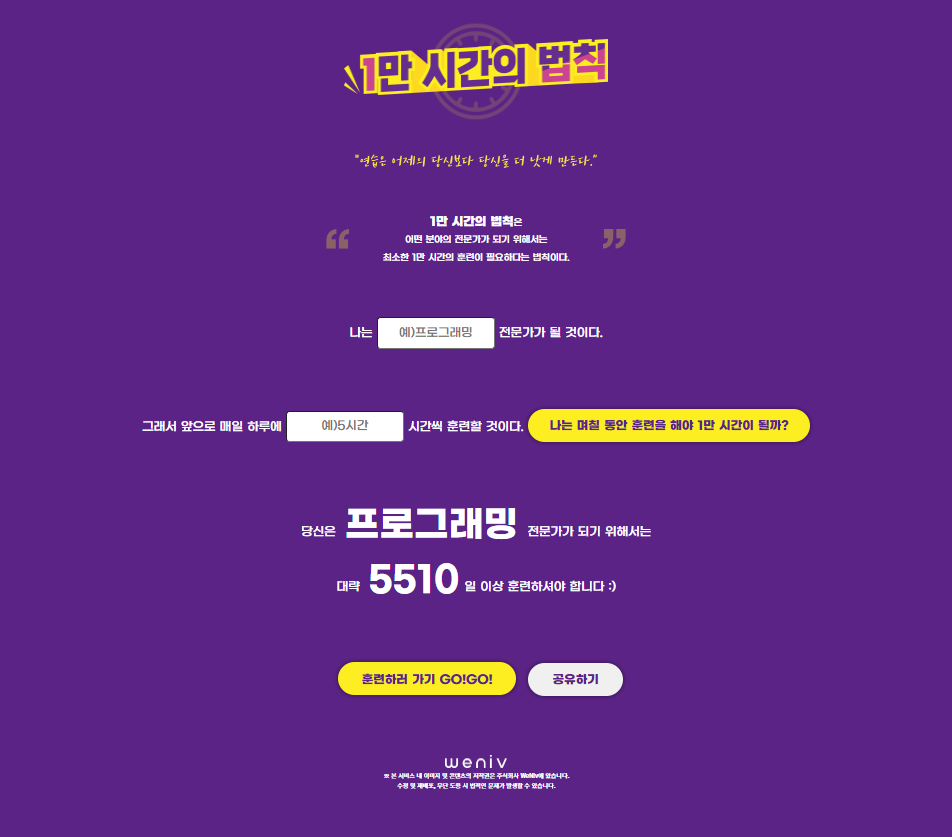 1만 시간의 법칙
"연습은 어제의 당신보다 당신을 더 낫게 만든다."
“ 1만 시간의 법칙은 ”
어떤 분야의 전문가가 되기 위해서는
최소한 1만 시간의 훈련이 필요하다는 법칙이다.
나는 예)프로그래밍 전문가가 될 것이다.
그래서 앞으로 매일 하루에 예)5시간 시간씩 훈련할 것이다. 나는 며칠 동안 훈련을 해야 1만 시간이 될까?
당신은 프로그래밍 전문가가 되기 위해서는
대략 5510 일 이상 훈련하셔야 합니다 :)
훈련하러 가기 GO!GO! 공유하기
weniv
※ 본 서비스 내 이미지 및 콘텐츠의 저작권은 주식회사 WeNiv에 있습니다.
수정 및 재배포, 무단 도용 시 법적인 문제가 발생할 수 있습니다.